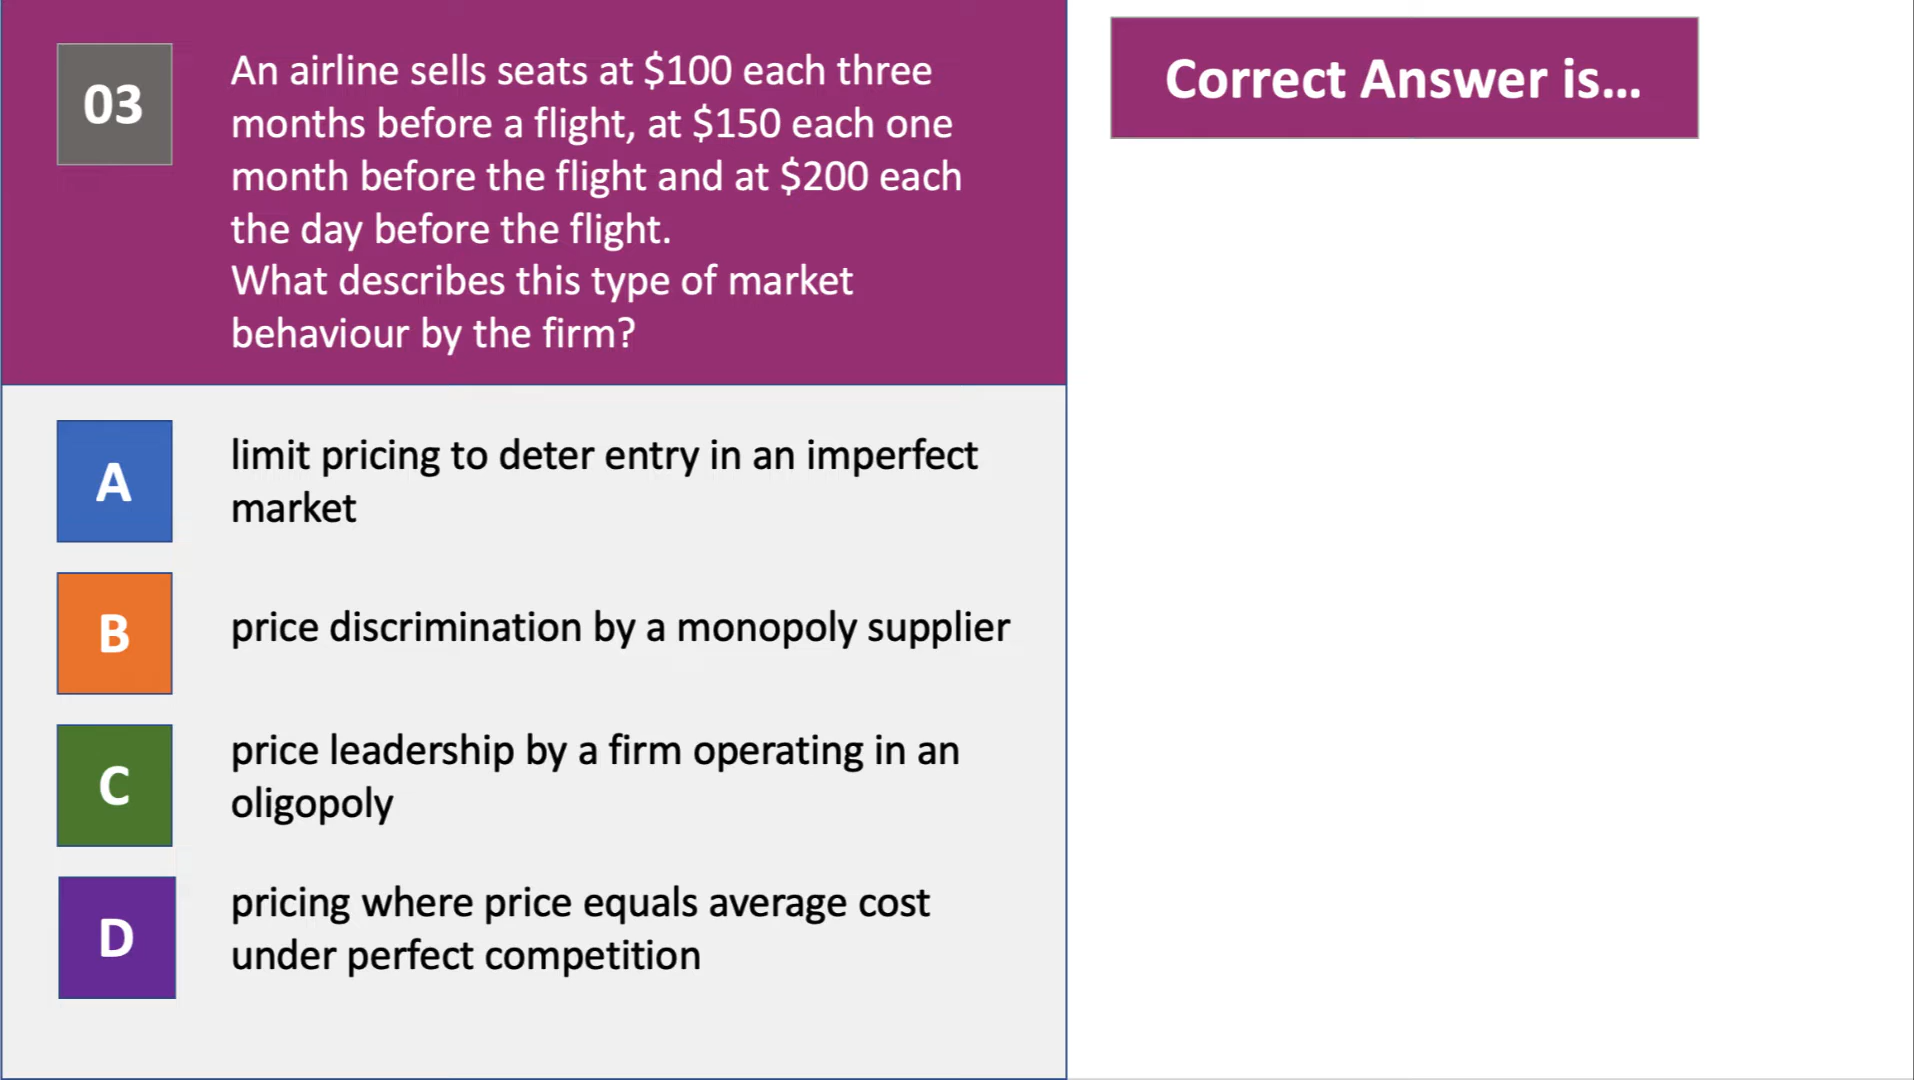 03
An airline sells seats at $100 each three
months before a flight, at $150 each one
month before the flight and at $200 each
the day before the flight.
What describes this type of market
behaviour by the firm?
A
limit pricing to deter entry in an imperfect
market
B
price discrimination by a monopoly supplier
C
price leadership by a firm operating in an
oligopoly
D
pricing where price equals average cost
under perfect competition
Correct Answer is...